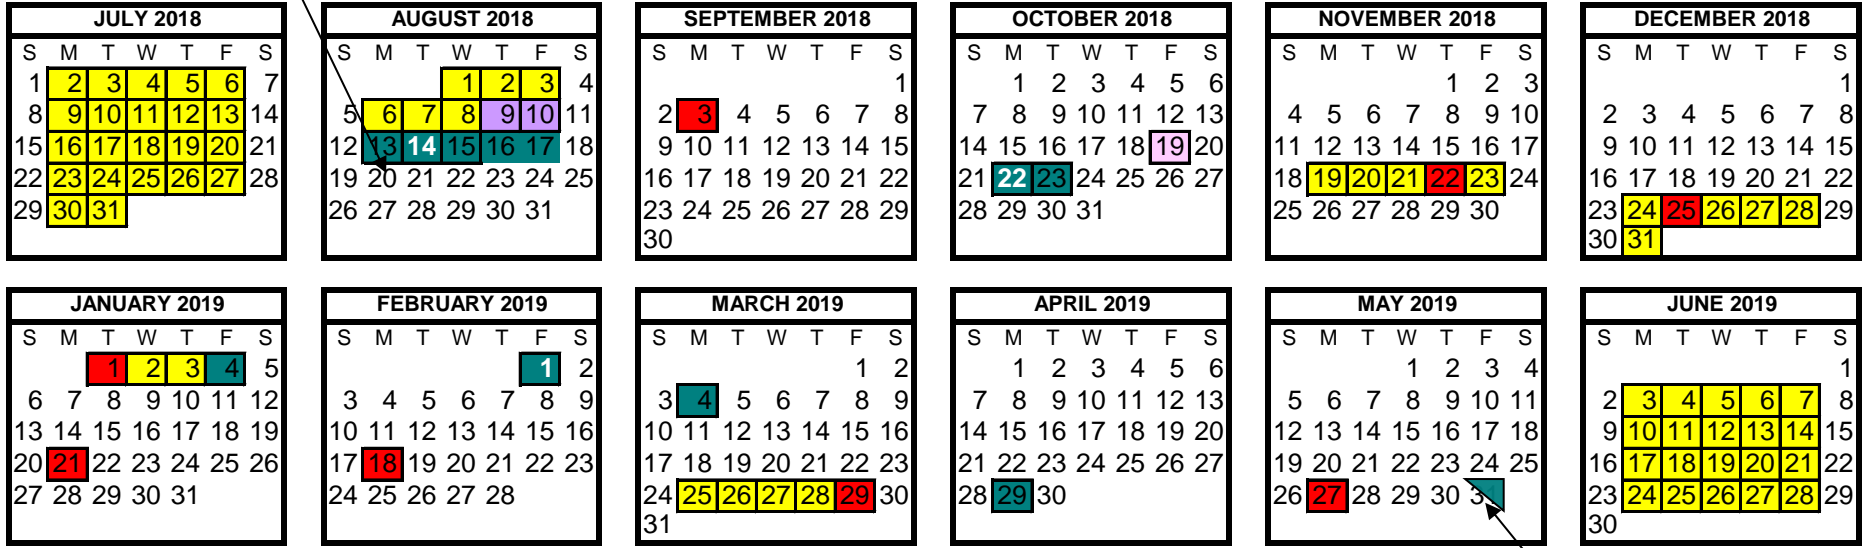 JULY 2018
S M T W T F S
1 2 3 4 5 6 7
8 9 10 11 12 13 14
15 16 17 18 19 20 21
22 23 24 25 26 27 28
29 30 31
AUGUST 2018
S M T W T F S
1 2 3 4
5 6 7 8 9 10 11
12 13 14 15 16 17 18
19 20 21 22 23 24 25
26 27 28 29 30 31
SEPTEMBER 2018
S M T W T F S
1
2 3 4 5 6 7 8
9 10 11 12 13 14 15
16 17 18 19 20 21 22
23 24 25 26 27 28 29
30
OCTOBER 2018
S M T W T F S
1 2 3 4 5 6
7 8 9 10 11 12 13
14 15 16 17 18 19 20
21 22 23 24 25 26 27
28 29 30 31
NOVEMBER 2018
S M T W T F S
1 2 3
4 5 6 7 8 9 10
11 12 13 14 15 16 17
18 19 20 21 22 23 24
25 26 27 28 29 30
DECEMBER 2018
S M T W T F S
1
2 3 4 5 6 7 8
9 10 11 12 13 14 15
16 17 18 19 20 21 22
23 24 25 26 27 28 29
30 31
JANUARY 2019
S M T W T F S
1 2 3 4 5
6 7 8 9 10 11 12
13 14 15 16 17 18 19
20 21 22 23 24 25 26
27 28 29 30 31
FEBRUARY 2019
S M T W T F S
1 2
3 4 5 6 7 8 9
10 11 12 13 14 15 16
17 18 19 20 21 22 23
24 25 26 27 28
MARCH 2019
S M T W T F S
1 2
3 4 5 6 7 8 9
10 11 12 13 14 15 16
17 18 19 20 21 22 23
24 25 26 27 28 29 30
31
APRIL 2019
S M T W T F S
1 2 3 4 5 6
7 8 9 10 11 12 13
14 15 16 17 18 19 20
21 22 23 24 25 26 27
28 29 30
MAY 2019
S M T W T F S
1 2 3 4
5 6 7 8 9 10 11
12 13 14 15 16 17 18
19 20 21 22 23 24 25
26 27 28 29 30 31
JUNE 2019
S M T W T F S
1
2 3 4 5 6 7 8
9 10 11 12 13 14 15
16 17 18 19 20 21 22
23 24 25 26 27 28 29
30